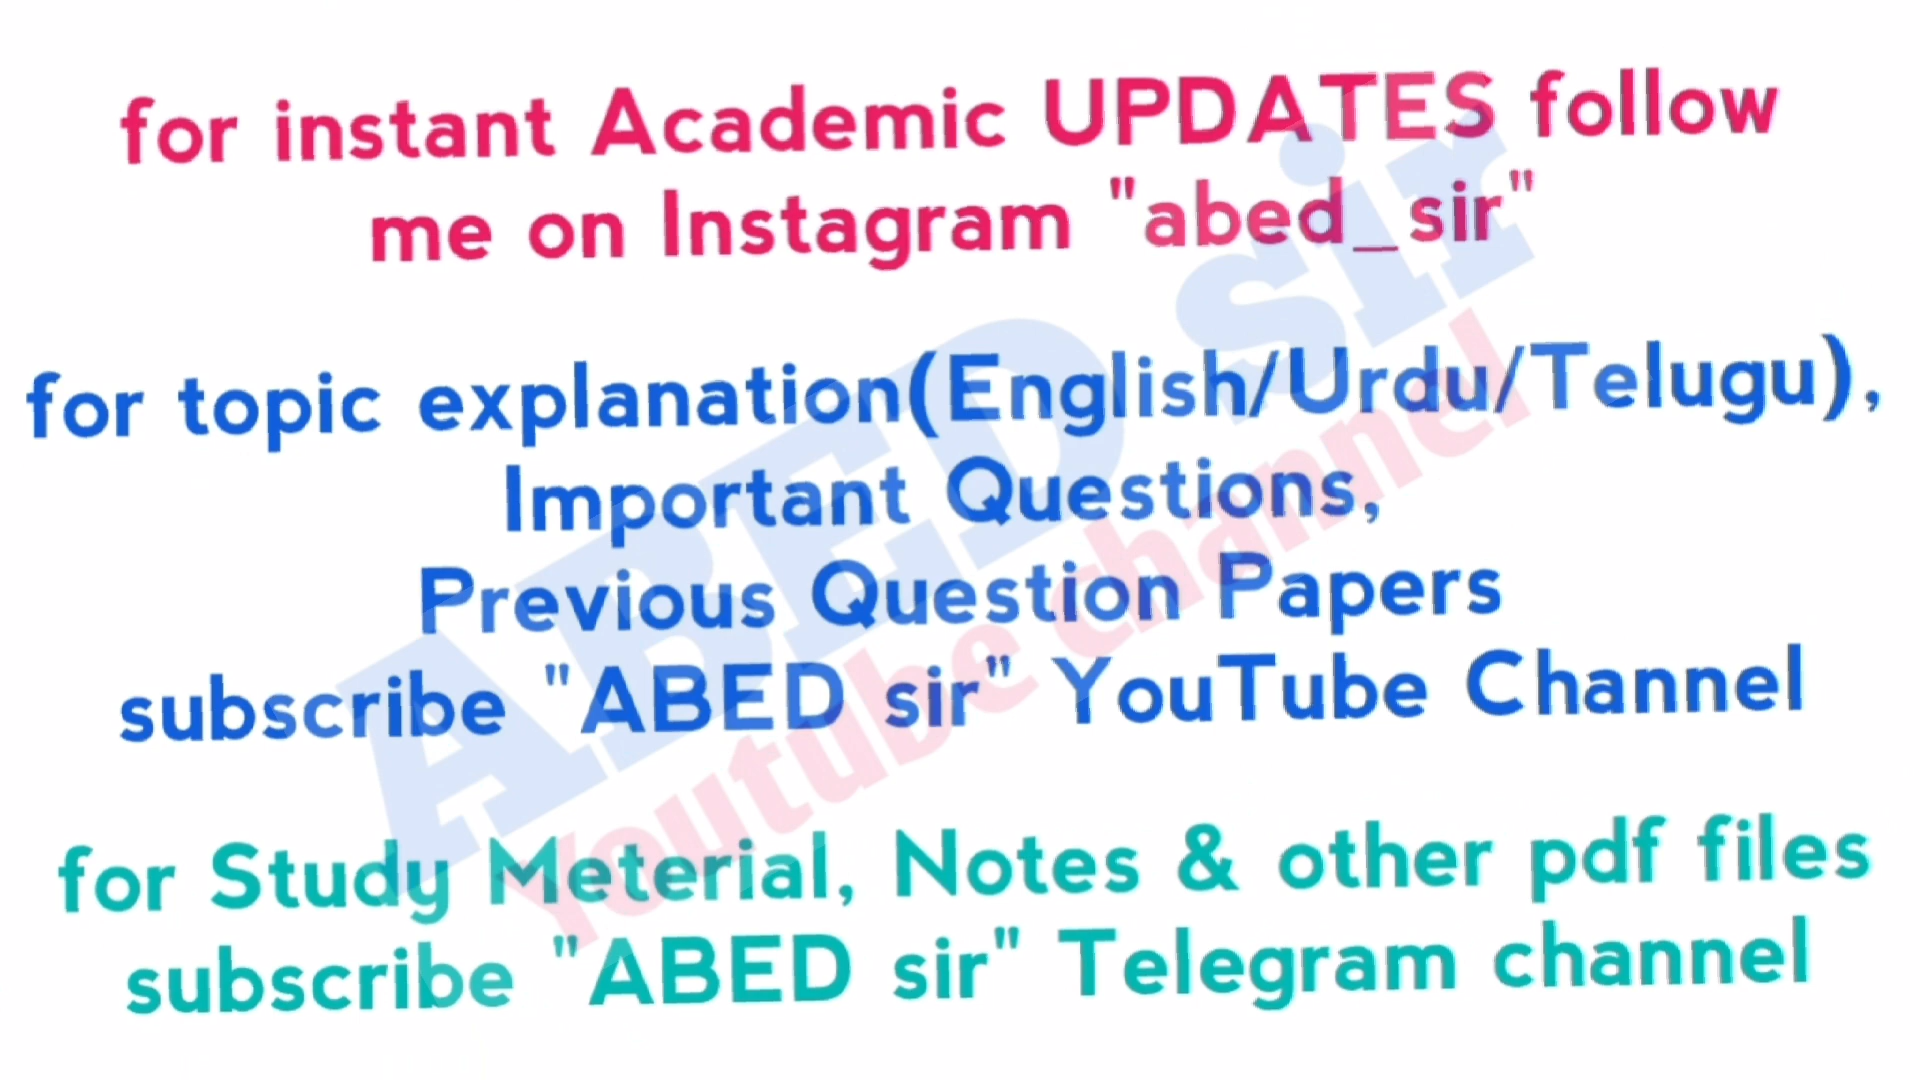 for instant Academic UPDATES follow
me on Instagram "abed_sir"
for topic explanation(English/Urdu/Telugu),
Important Questions,
Previous Question Papers
subscribe "ABED sir" YouTube Channel
for Study Meterial, Notes & other pdf files
subscribe "ABED sir" Telegram channel
ABED sir
Youtube channel